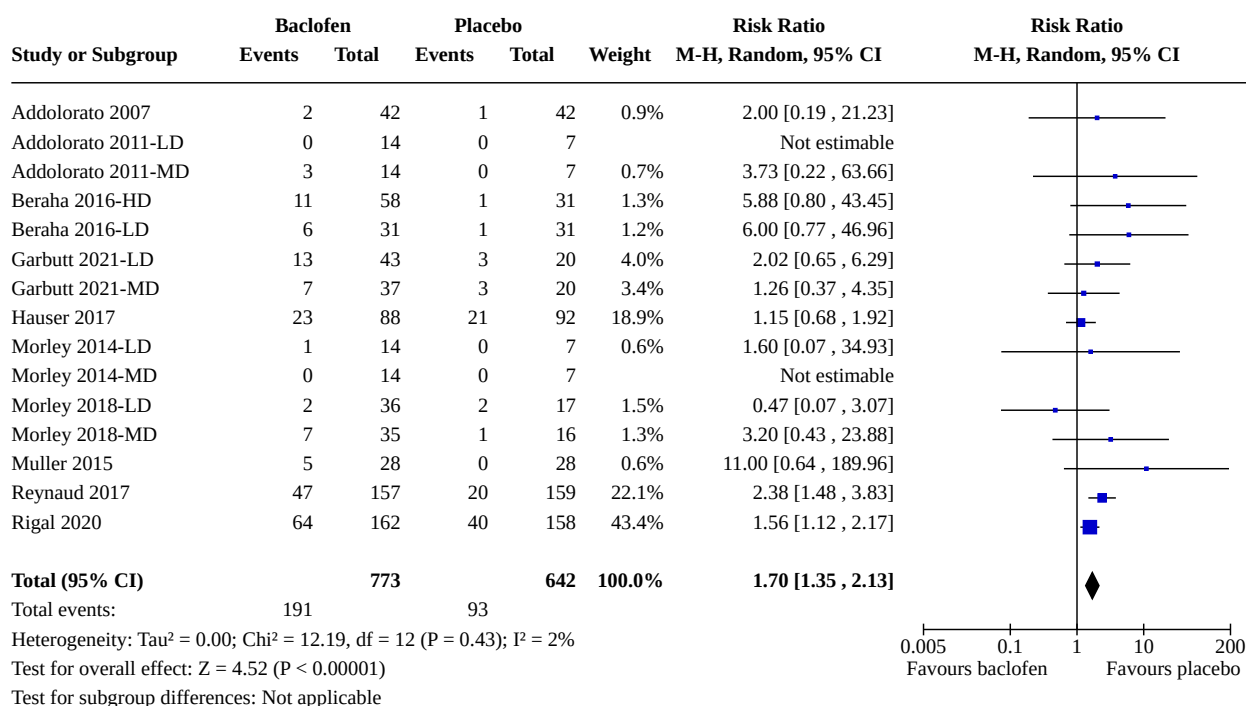 Baclofen Placebo Risk Ratio Risk Ratio
Study or Subgroup Events Total Events Total Weight M-H, Random, 95% CI M-H, Random, 95% CI
Addolorato 2007 2 42 1 42 0.9% 2.00 [0.19 , 21.23]
Addolorato 2011-LD 0 14 0 7 Not estimable
Addolorato 2011-MD 3 14 0 7 0.7% 3.73 [0.22 , 63.66]
Beraha 2016-HD 11 58 1 31 1.3% 5.88 [0.80 , 43.45]
Beraha 2016-LD 6 31 1 31 1.2% 6.00 [0.77 , 46.96]
Garbutt 2021-LD 13 43 3 20 4.0% 2.02 [0.65 , 6.29]
Garbutt 2021-MD 7 37 3 20 3.4% 1.26 [0.37 , 4.35]
Hauser 2017 23 88 21 92 18.9% 1.15 [0.68 , 1.92]
Morley 2014-LD 1 14 0 7 0.6% 1.60 [0.07 , 34.93]
Morley 2014-MD 0 14 0 7 Not estimable
Morley 2018-LD 2 36 2 17 1.5% 0.47 [0.07 , 3.07]
Morley 2018-MD 7 35 1 16 1.3% 3.20 [0.43 , 23.88]
Muller 2015 5 28 0 28 0.6% 11.00 [0.64 , 189.96]
Reynaud 2017 47 157 20 159 22.1% 2.38 [1.48 , 3.83]
Rigal 2020 64 162 40 158 43.4% 1.56 [1.12 , 2.17]
Total (95% CI) 773 642 100.0% 1.70 [1.35 , 2.13]
Total events: 191 93
Heterogeneity: Tau² = 0.00; Chi² = 12.19, df = 12 (P = 0.43); I² = 2%
Test for overall effect: Z = 4.52 (P < 0.00001)
Test for subgroup differences: Not applicable
0.005 0.1 1 10 200
Favours baclofen Favours placebo